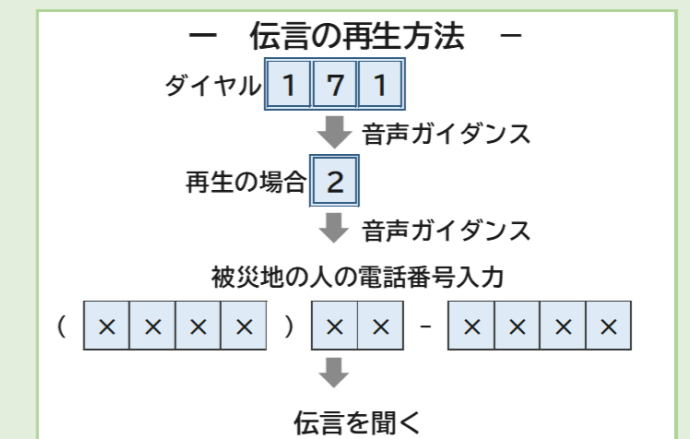 ー 伝言の再生方法 －
ダイヤル 1 7 1
音声ガイダンス
再生の場合 2
音声ガイダンス
被災地の人の電話番号入力
( × × × × ) × × - × × × ×
伝言を聞く